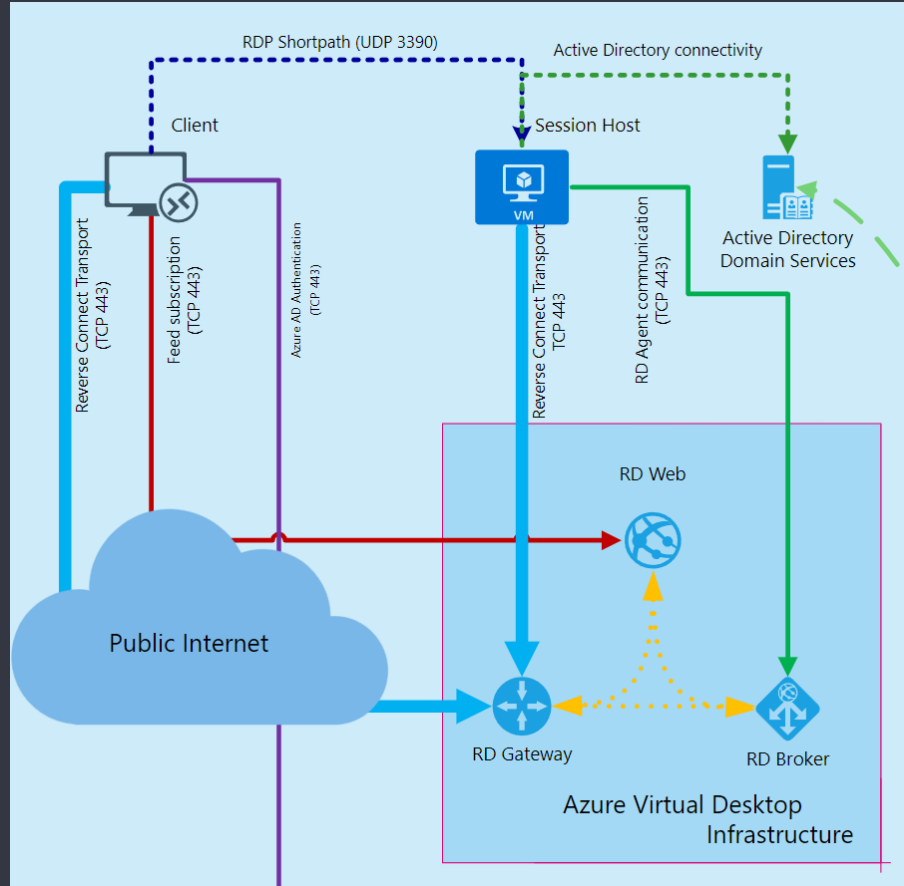 RDP Shortpath (UDP 3390)
Active Directory connectivity
Client
Session Host
VM
Reverse Connect Transport
(TCP 443)
Feed subscription
(TCP 443)
Azure AD Authentication
(TCP 443)
Reverse Connect Transport
TCP 443
RD Agent communication
(TCP 443)
Active Directory
Domain Services
RD Web
Public Internet
RD Gateway
RD Broker
Azure Virtual Desktop
Infrastructure